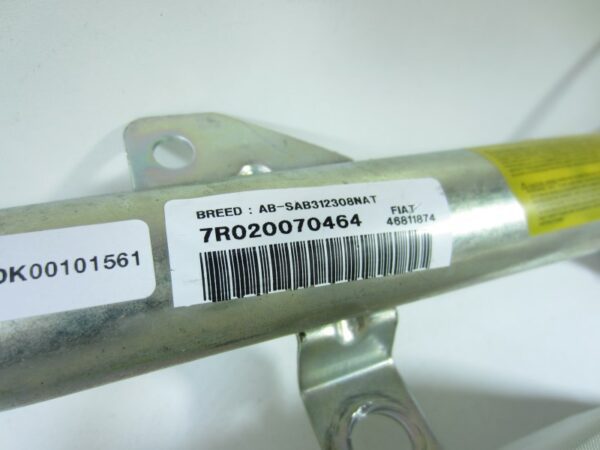 BREED : AB-SAB312308NAT
7R020070464
FIAT
46811874
DK00101561